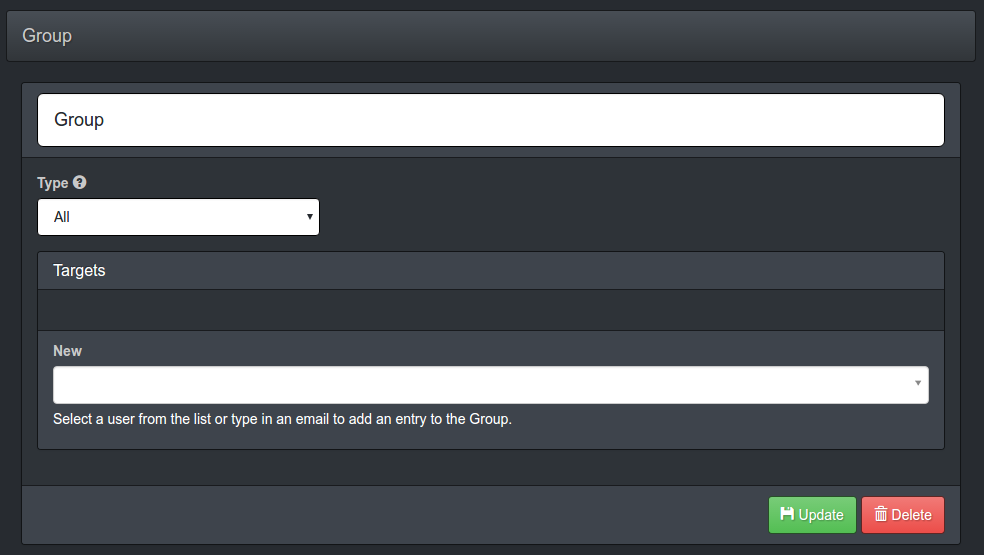 Group
Group
Type
All
Targets
New
Select a user from the list or type in an email to add an entry to the Group.
Update Delete